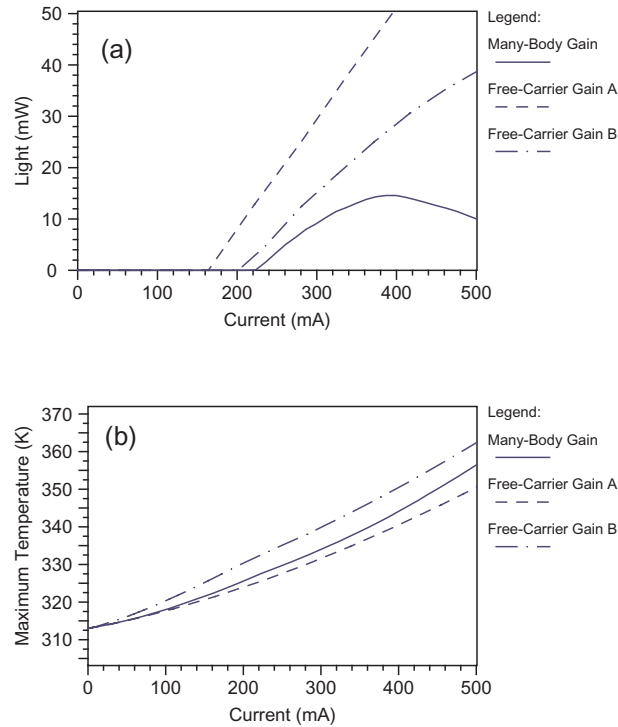 (a)
50
40
30
20
10
0
Light (mW)
0 100 200 300 400 500
Current (mA)
Legend:
Many-Body Gain
Free-Carrier Gain A
Free-Carrier Gain B
(b)
370
360
350
340
330
320
310
Maximum Temperature (K)
0 100 200 300 400 500
Current (mA)
Legend:
Many-Body Gain
Free-Carrier Gain A
Free-Carrier Gain B